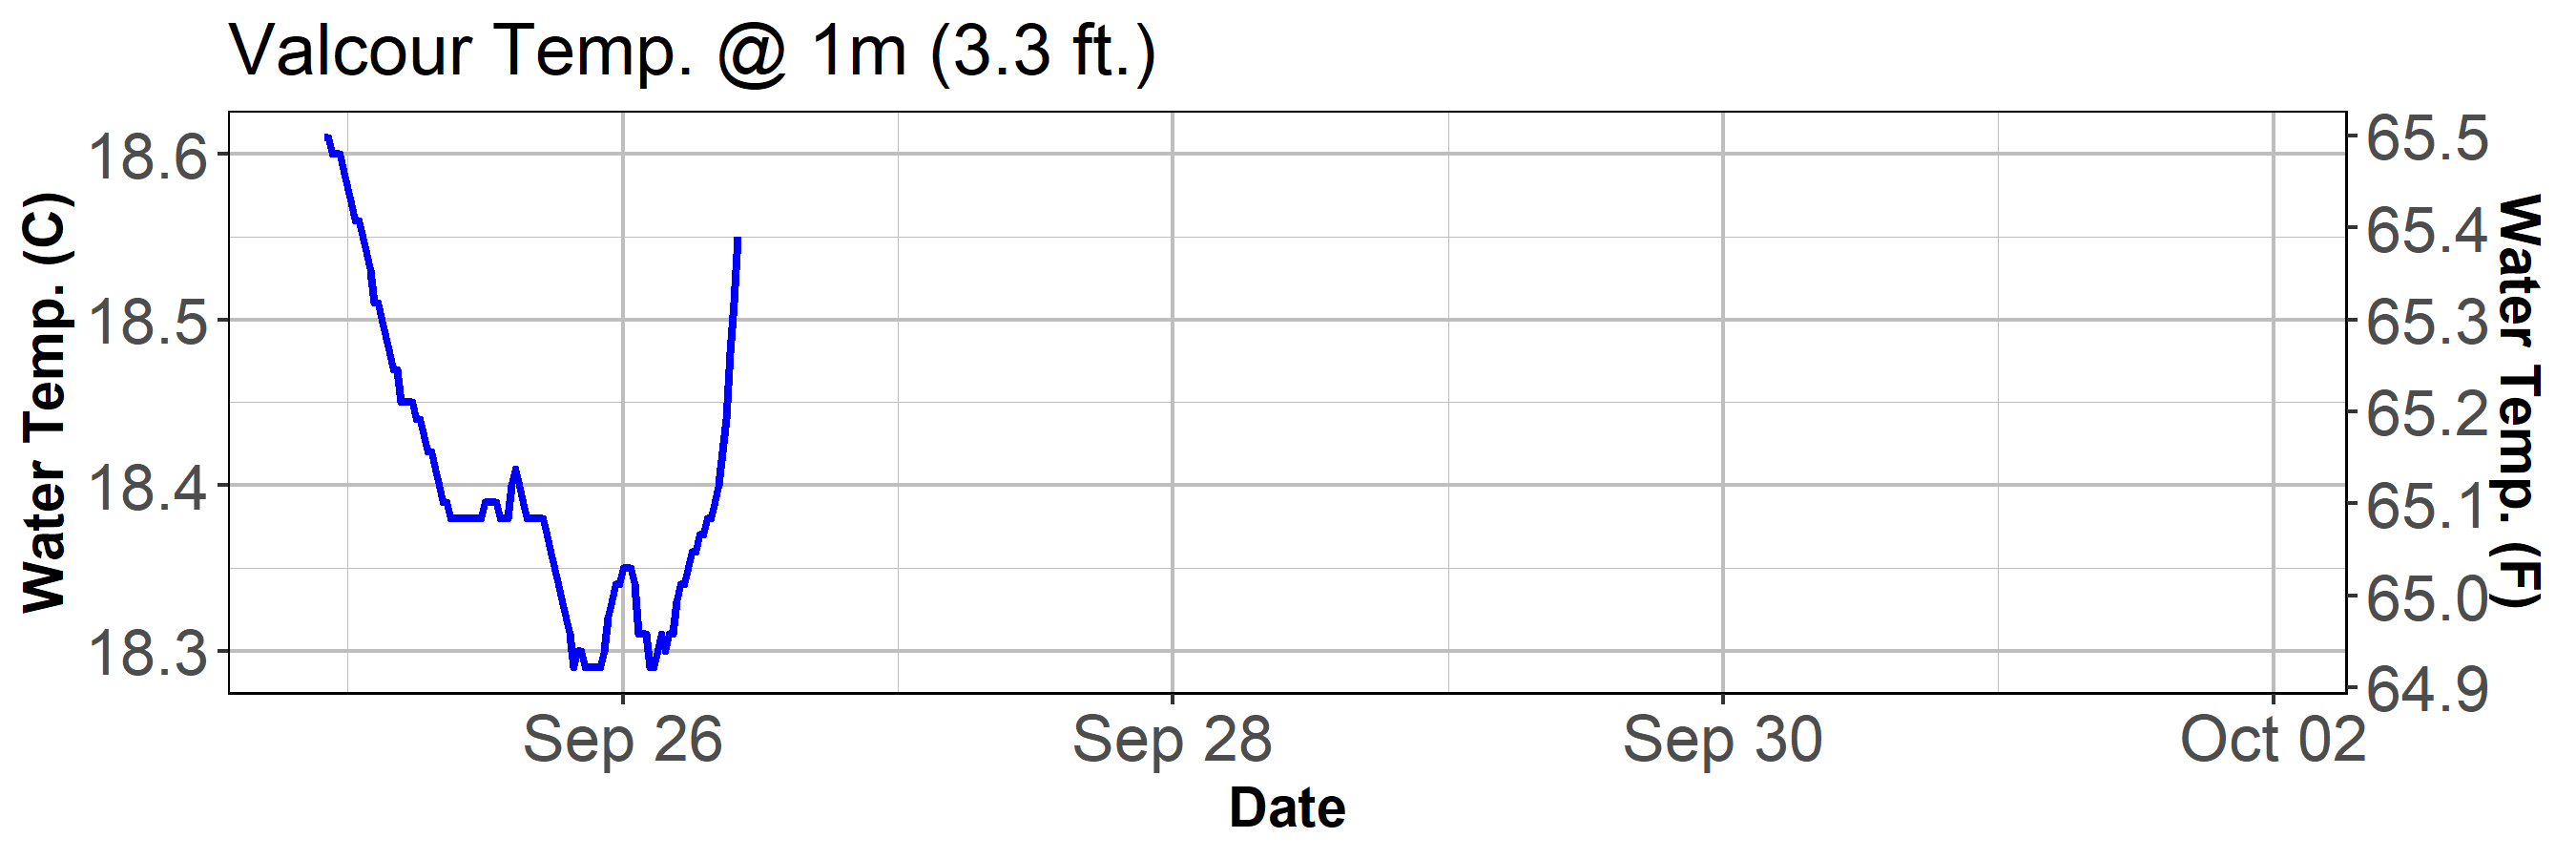 Valcour Temp. @ 1m (3.3 ft.)
Water Temp. (C)
18.6
18.5
18.4
18.3
65.5
65.4
65.3
65.2
65.1
65.0
64.9
Water Temp. (F)
Sep 26
Sep 28
Sep 30
Oct 02
Date